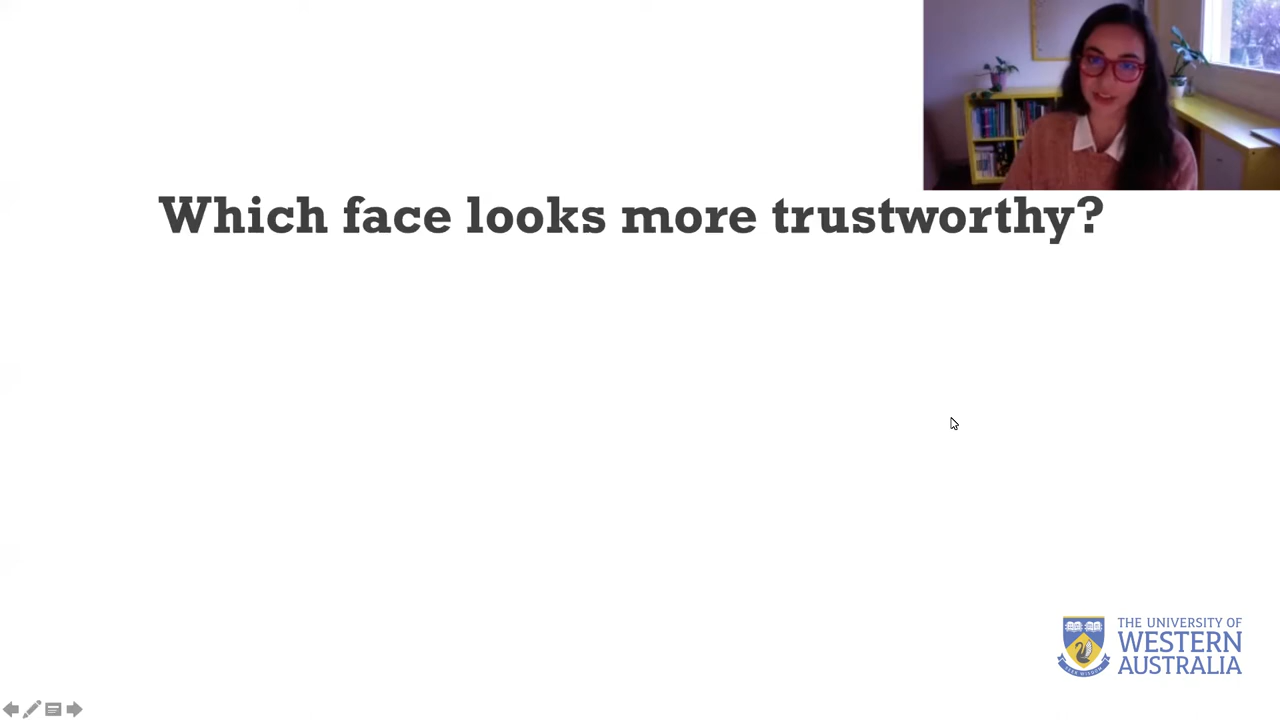 Which face looks more trustworthy?
THE UNIVERSITY OF
WESTERN
AUSTRALIA